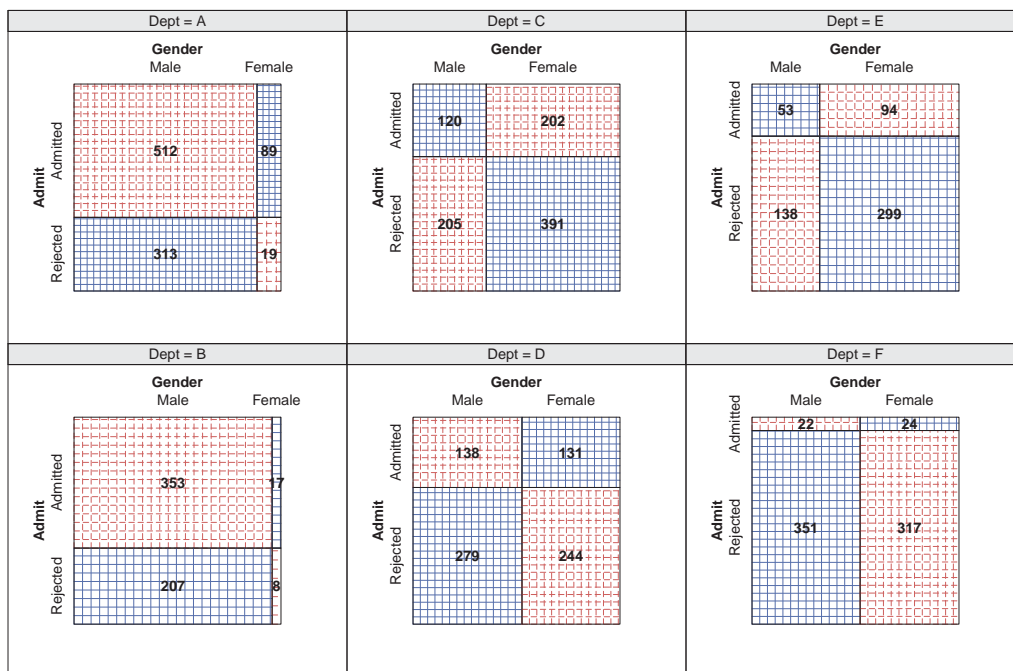 Dept = A
Gender
Male Female
Admit
Admitted
Rejected
512 89
313 19
Dept = C
Gender
Male Female
Admit
Admitted
Rejected
120 202
205 391
Dept = E
Gender
Male Female
Admit
Admitted
Rejected
53 94
138 299
Dept = B
Gender
Male Female
Admit
Admitted
Rejected
353 17
207 8
Dept = D
Gender
Male Female
Admit
Admitted
Rejected
138 131
279 244
Dept = F
Gender
Male Female
Admit
Admitted
Rejected
22 24
351 317